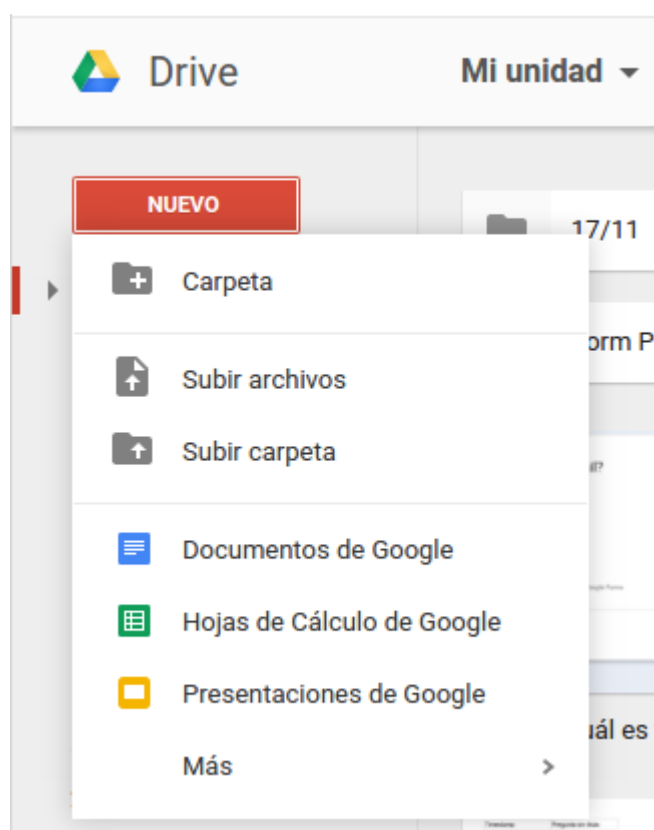 Drive
Mi unidad
NUEVO
17/11
Carpeta
orm P
Subir archivos
Subir carpeta
Documentos de Google
Hojas de Cálculo de Google
Presentaciones de Google
uál es
Más